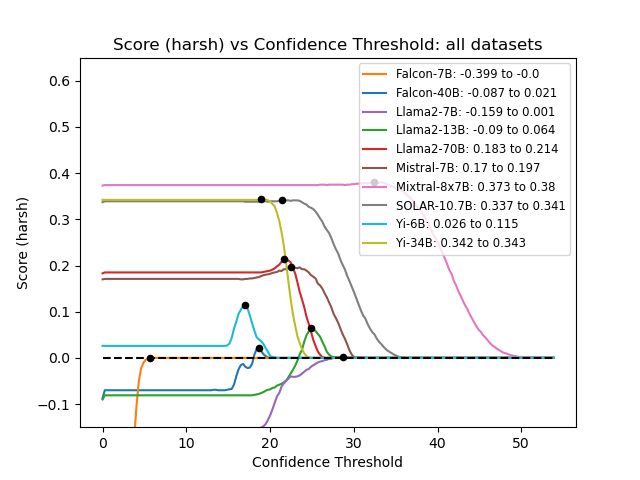 Score (harsh) vs Confidence Threshold: all datasets
Score (harsh)
0.6
0.5
0.4
0.3
0.2
0.1
0.0
−0.1
Falcon-7B: -0.399 to -0.0
Falcon-40B: -0.087 to 0.021
Llama2-7B: -0.159 to 0.001
Llama2-13B: -0.09 to 0.064
Llama2-70B: 0.183 to 0.214
Mistral-7B: 0.17 to 0.197
Mixtral-8x7B: 0.373 to 0.38
SOLAR-10.7B: 0.337 to 0.341
Yi-6B: 0.026 to 0.115
Yi-34B: 0.342 to 0.343
0 10 20 30 40 50
Confidence Threshold